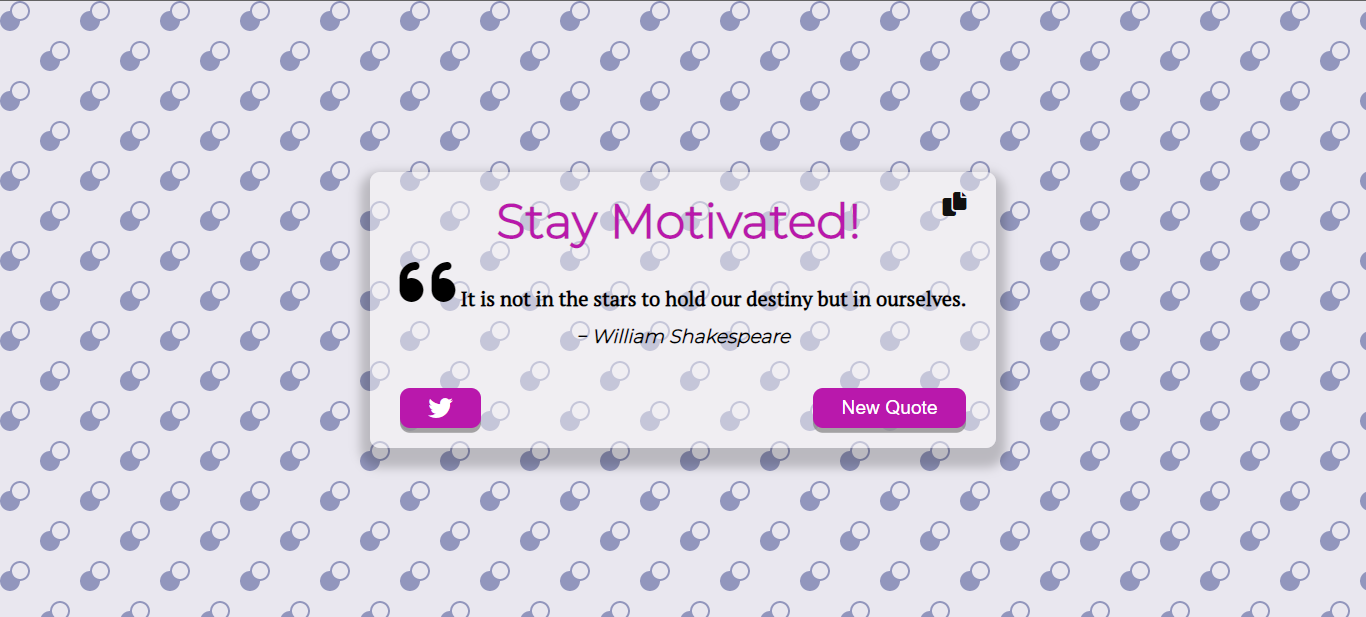 Stay Motivated!
❝ It is not in the stars to hold our destiny but in ourselves.
– William Shakespeare
New Quote